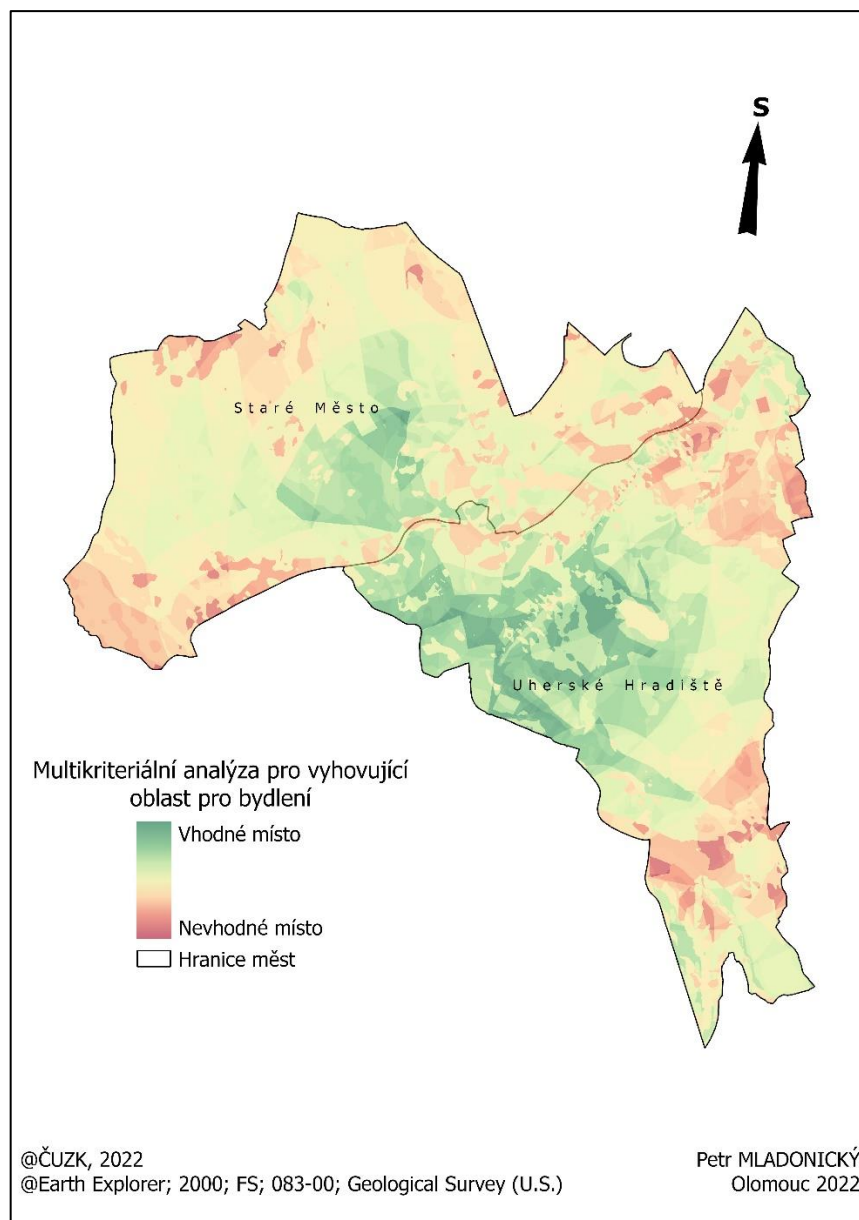 S
Staré Město
Uherské Hradiště
Multikriteriální analýza pro vyhovující
oblast pro bydlení
Vhodné místo
Nevhodné místo
Hranice měst
@ČUZK, 2022
@Earth Explorer; 2000; FS; 083-00; Geological Survey (U.S.)
Petr MLADONICKÝ
Olomouc 2022